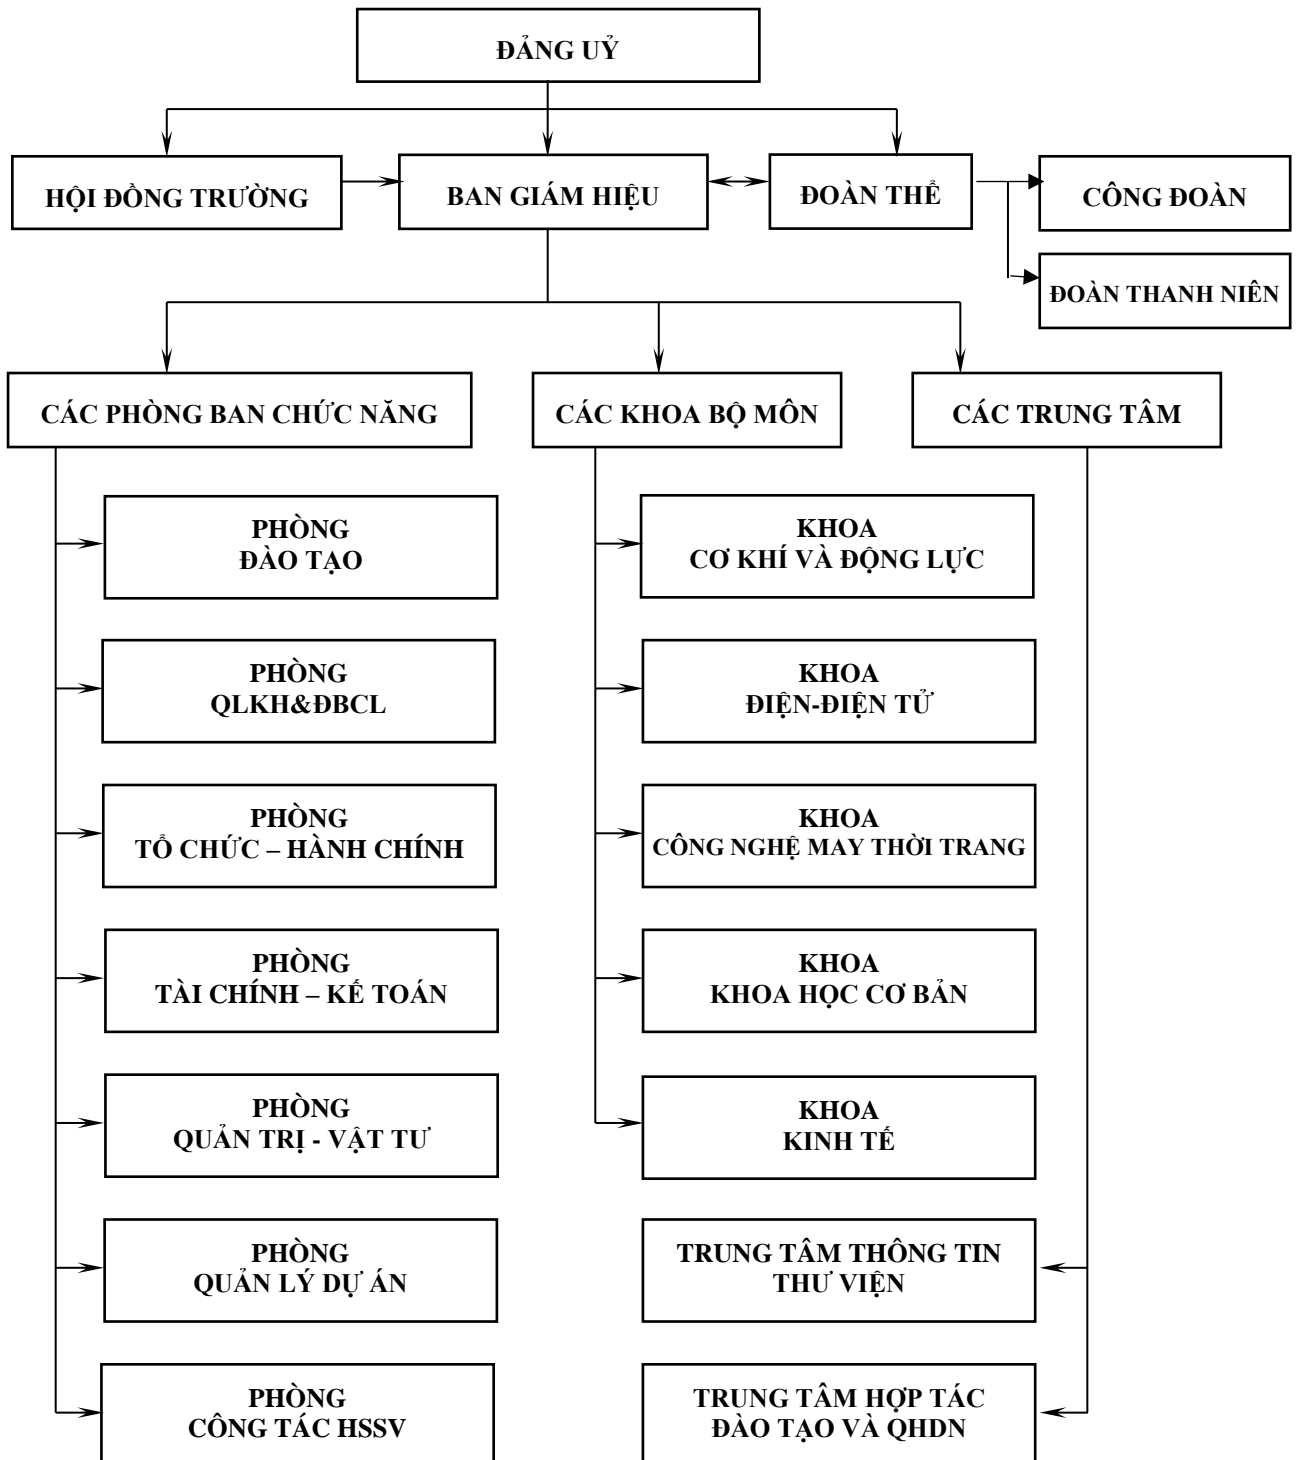 ĐẢNG UỶ
HỘI ĐỒNG TRƯỜNG
BAN GIÁM HIỆU
ĐOÀN THỂ
CÔNG ĐOÀN
ĐOÀN THANH NIÊN
CÁC PHÒNG BAN CHỨC NĂNG
CÁC KHOA BỘ MÔN
CÁC TRUNG TÂM
PHÒNG
ĐÀO TẠO
PHÒNG
QLKH&ĐBCL
PHÒNG
TỔ CHỨC – HÀNH CHÍNH
PHÒNG
TÀI CHÍNH – KẾ TOÁN
PHÒNG
QUẢN TRỊ - VẬT TƯ
PHÒNG
QUẢN LÝ DỰ ÁN
PHÒNG
CÔNG TÁC HSSV
KHOA
CƠ KHÍ VÀ ĐỘNG LỰC
KHOA
ĐIỆN-ĐIỆN TỬ
KHOA
CÔNG NGHỆ MAY THỜI TRANG
KHOA
KHOA HỌC CƠ BẢN
KHOA
KINH TẾ
TRUNG TÂM THÔNG TIN
THƯ VIỆN
TRUNG TÂM HỢP TÁC
ĐÀO TẠO VÀ QHDN